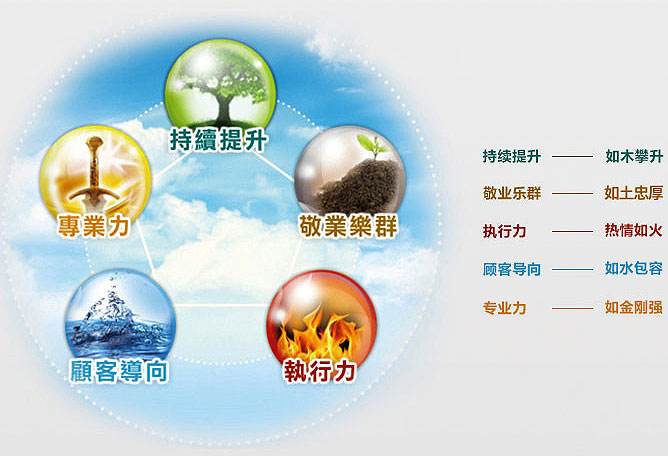 持續提升
專業力
敬業樂群
顧客導向
執行力
持续提升 —— 如木攀升
敬业乐群 —— 如土忠厚
执行力 —— 热情如火
顾客导向 —— 如水包容
专业力 —— 如金刚强